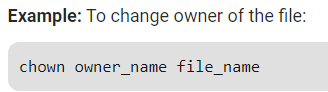 Example: To change owner of the file:
chown owner_name file_name